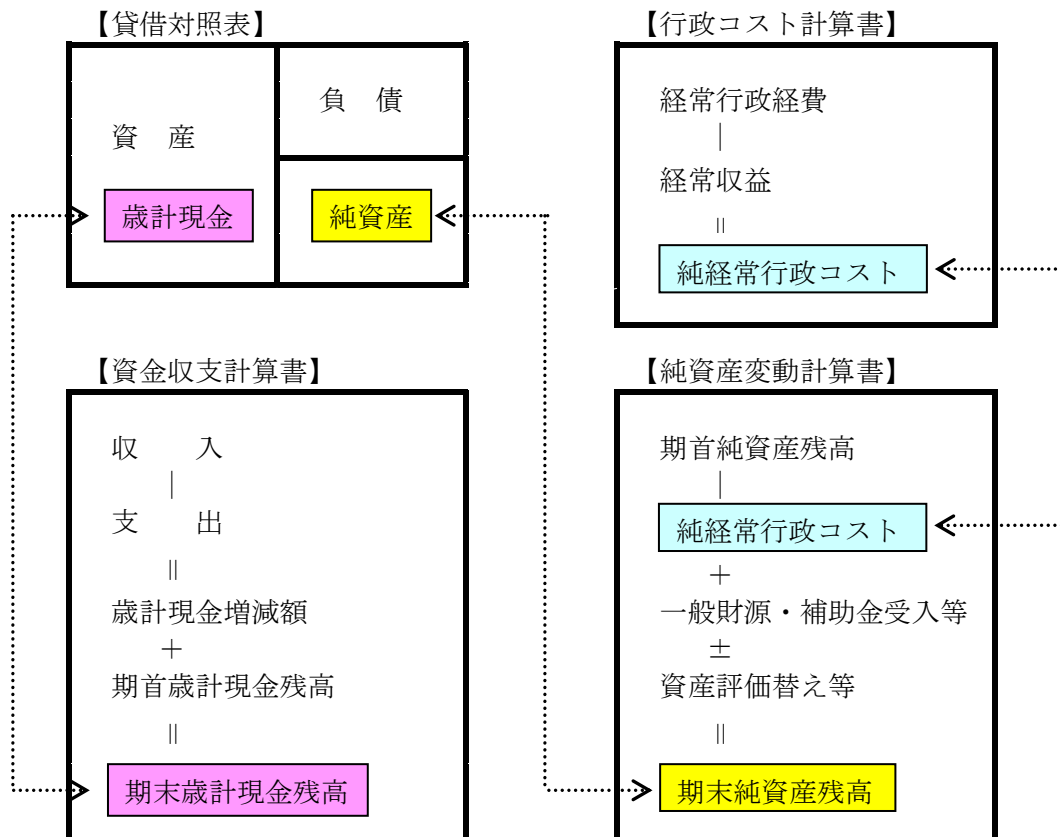 【貸借対照表】
資　産
歳計現金
負　債
純資産
【行政コスト計算書】
経常行政経費
｜
経常収益
॥
純経常行政コスト
【資金収支計算書】
収　　入
｜
支　　出
॥
歳計現金増減額
＋
期首歳計現金残高
॥
期末歳計現金残高
【純資産変動計算書】
期首純資産残高
｜
純経常行政コスト
＋
一般財源・補助金受入等
±
資産評価替え等
॥
期末純資産残高